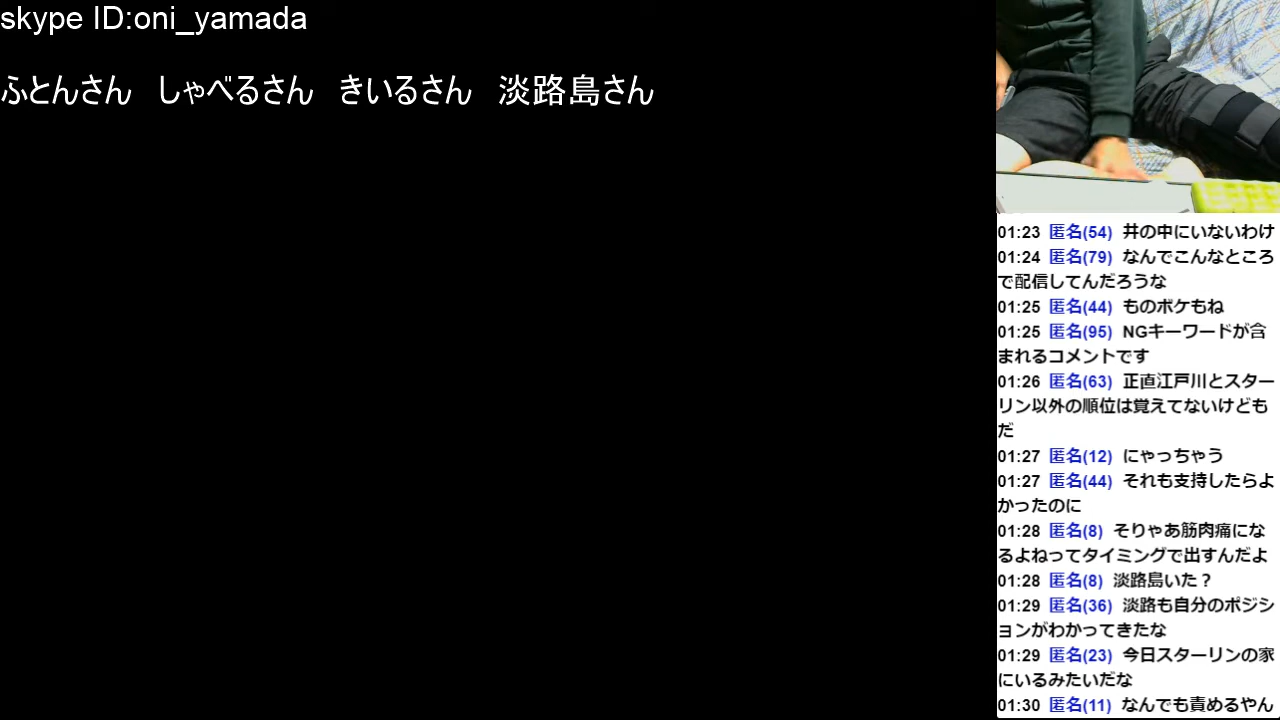 skype ID:oni_yamada
ふとんさん　しゃべるさん　きいるさん　淡路島さん
01:23 匿名(54) 井の中にいないわけ
01:24 匿名(79) なんでこんなところ
で配信してんだろうな
01:25 匿名(44) ものボケもね
01:25 匿名(95) NGキーワードが含
まれるコメントです
01:26 匿名(63) 正直江戸川とスター
リン以外の順位は覚えてないけども
だ
01:27 匿名(12) にゃっちゃう
01:27 匿名(44) それも支持したらよ
かったのに
01:28 匿名(8) そりゃあ筋肉痛にな
るよねってタイミングで出すんだよ
01:28 匿名(8) 淡路島いた？
01:29 匿名(36) 淡路も自分のポジシ
ョンがわかってきたな
01:29 匿名(23) 今日スターリンの家
にいるみたいだな
01:30 匿名(11) なんでも責めるやん